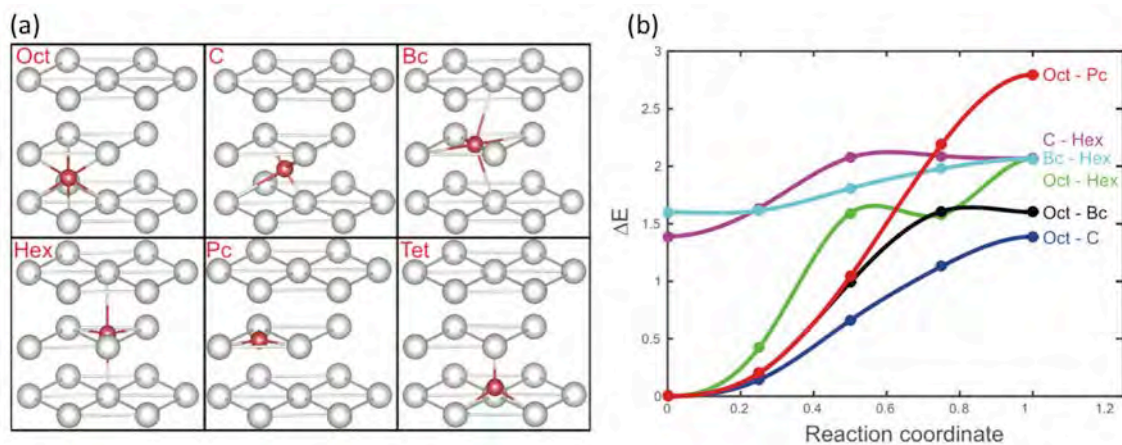 (a)
Oct
C
Bc
Hex
Pc
Tet
(b)
ΔE
3
2.5
2
1.5
1
0.5
0
0
0.2
0.4
0.6
0.8
1
1.2
Reaction coordinate
Oct - Pc
C - Hex
Bc - Hex
Oct - Hex
Oct - Bc
Oct - C